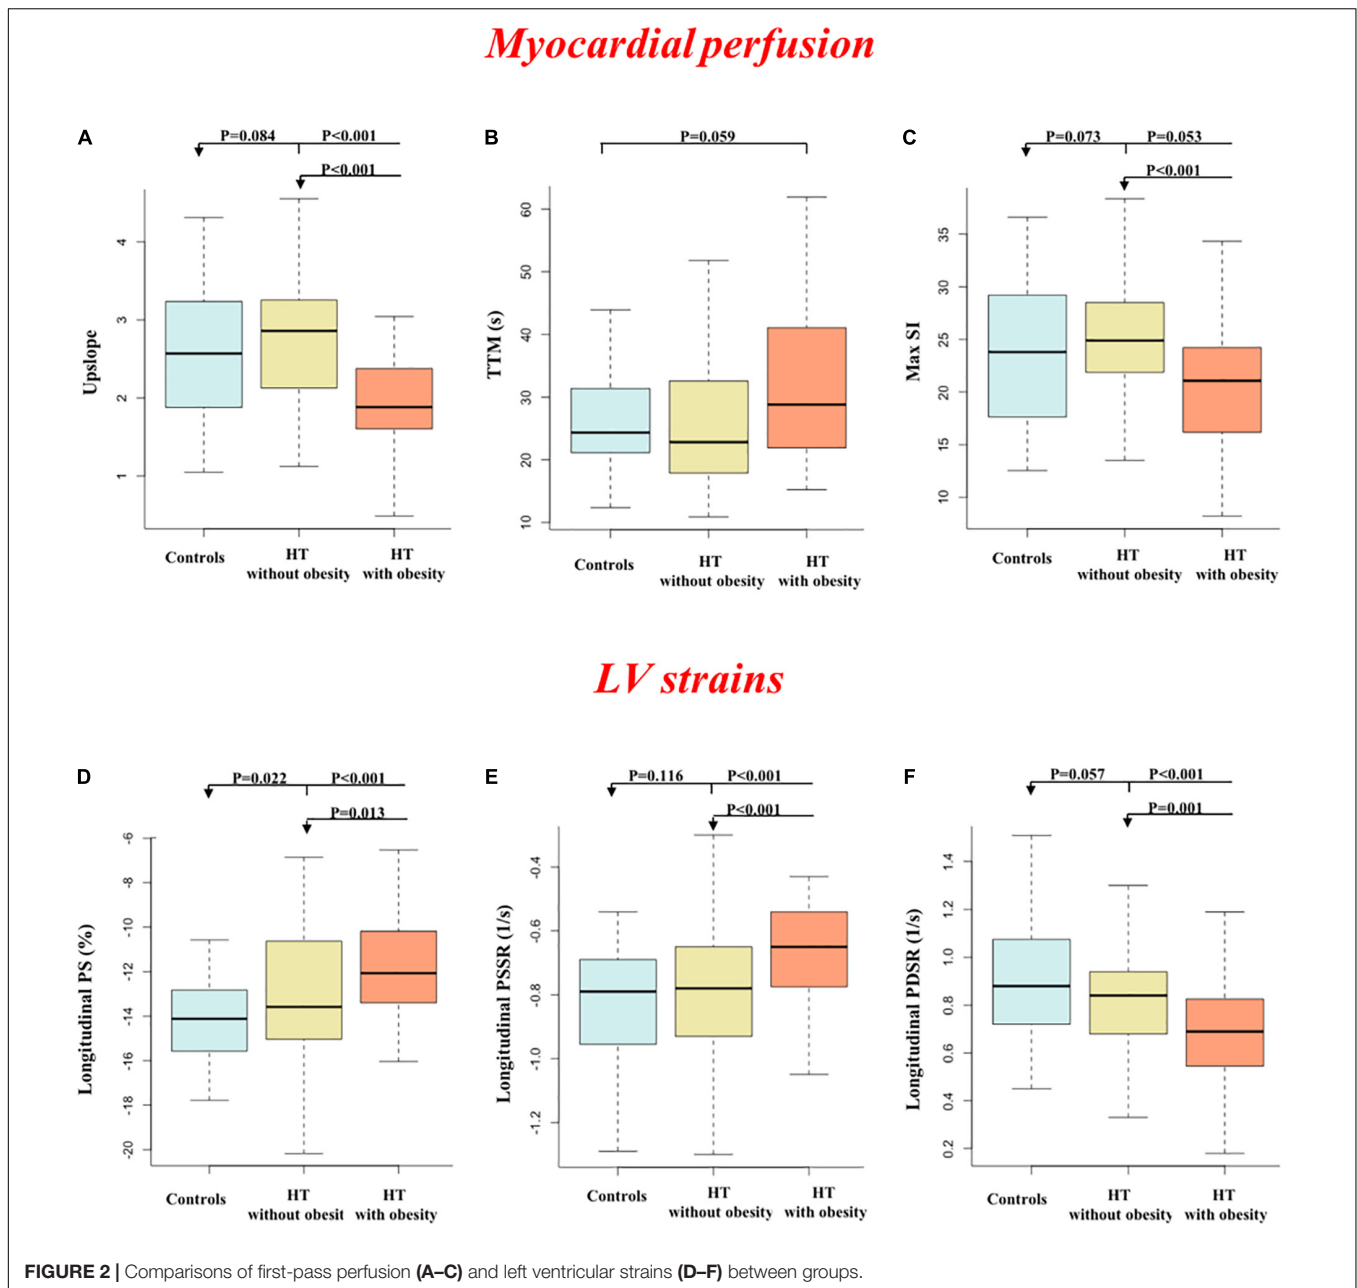 Myocardial perfusion
A
P=0.084 P<0.001
P<0.001
Upslope
4
3
2
1
Controls
HT
without obesity
HT
with obesity
B
P=0.059
TTM (s)
60
50
40
30
20
10
Controls
HT
without obesity
HT
with obesity
C
P=0.073 P=0.053
P<0.001
Max SI
35
30
25
20
15
10
Controls
HT
without obesity
HT
with obesity
LV strains
D
P=0.022 P<0.001
P=0.013
Longitudinal PS (%)
-6
-8
-10
-12
-14
-16
-18
-20
Controls
HT
without obesit
HT
with obesity
E
P=0.116 P<0.001
P<0.001
Longitudinal PSSR (1/s)
-0.4
-0.6
-0.8
-1.0
-1.2
Controls
HT
without obesity
HT
with obesity
F
P=0.057 P<0.001
P=0.001
Longitudinal PDSR (1/s)
1.4
1.2
1.0
0.8
0.6
0.4
0.2
Controls
HT
without obesity
HT
with obesity
FIGURE 2 | Comparisons of first-pass perfusion (A–C) and left ventricular strains (D–F) between groups.